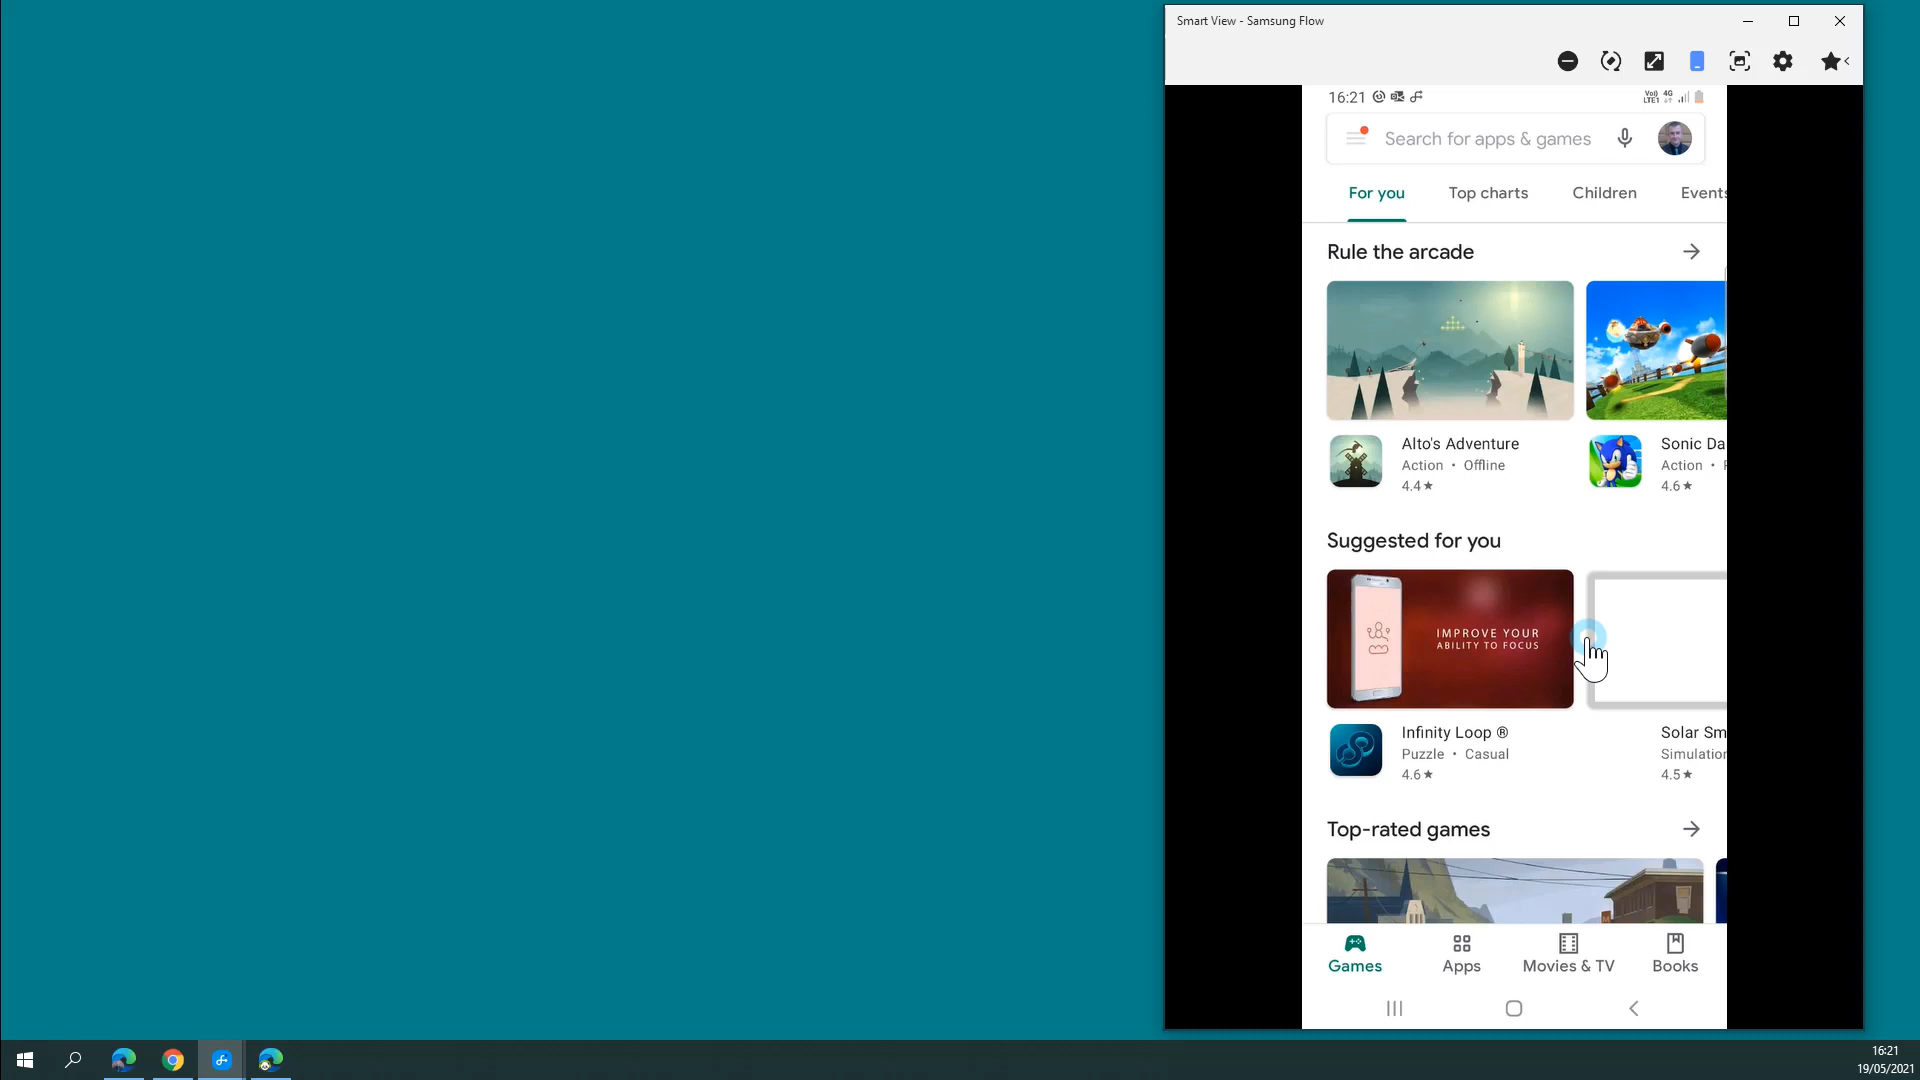 Smart View - Samsung Flow
16:21
Vo)) 4G
LTE1
Search for apps & games
For you Top charts Children Events
Rule the arcade
Alto's Adventure
Action • Offline
4.4★
Sonic Da
Action •
4.6★
Suggested for you
IMPROVE YOUR
ABILITY TO FOCUS
Infinity Loop ®
Puzzle • Casual
4.6★
Solar Sm
Simulation
4.5★
Top-rated games
Games Apps Movies & TV Books
16:21
19/05/2021